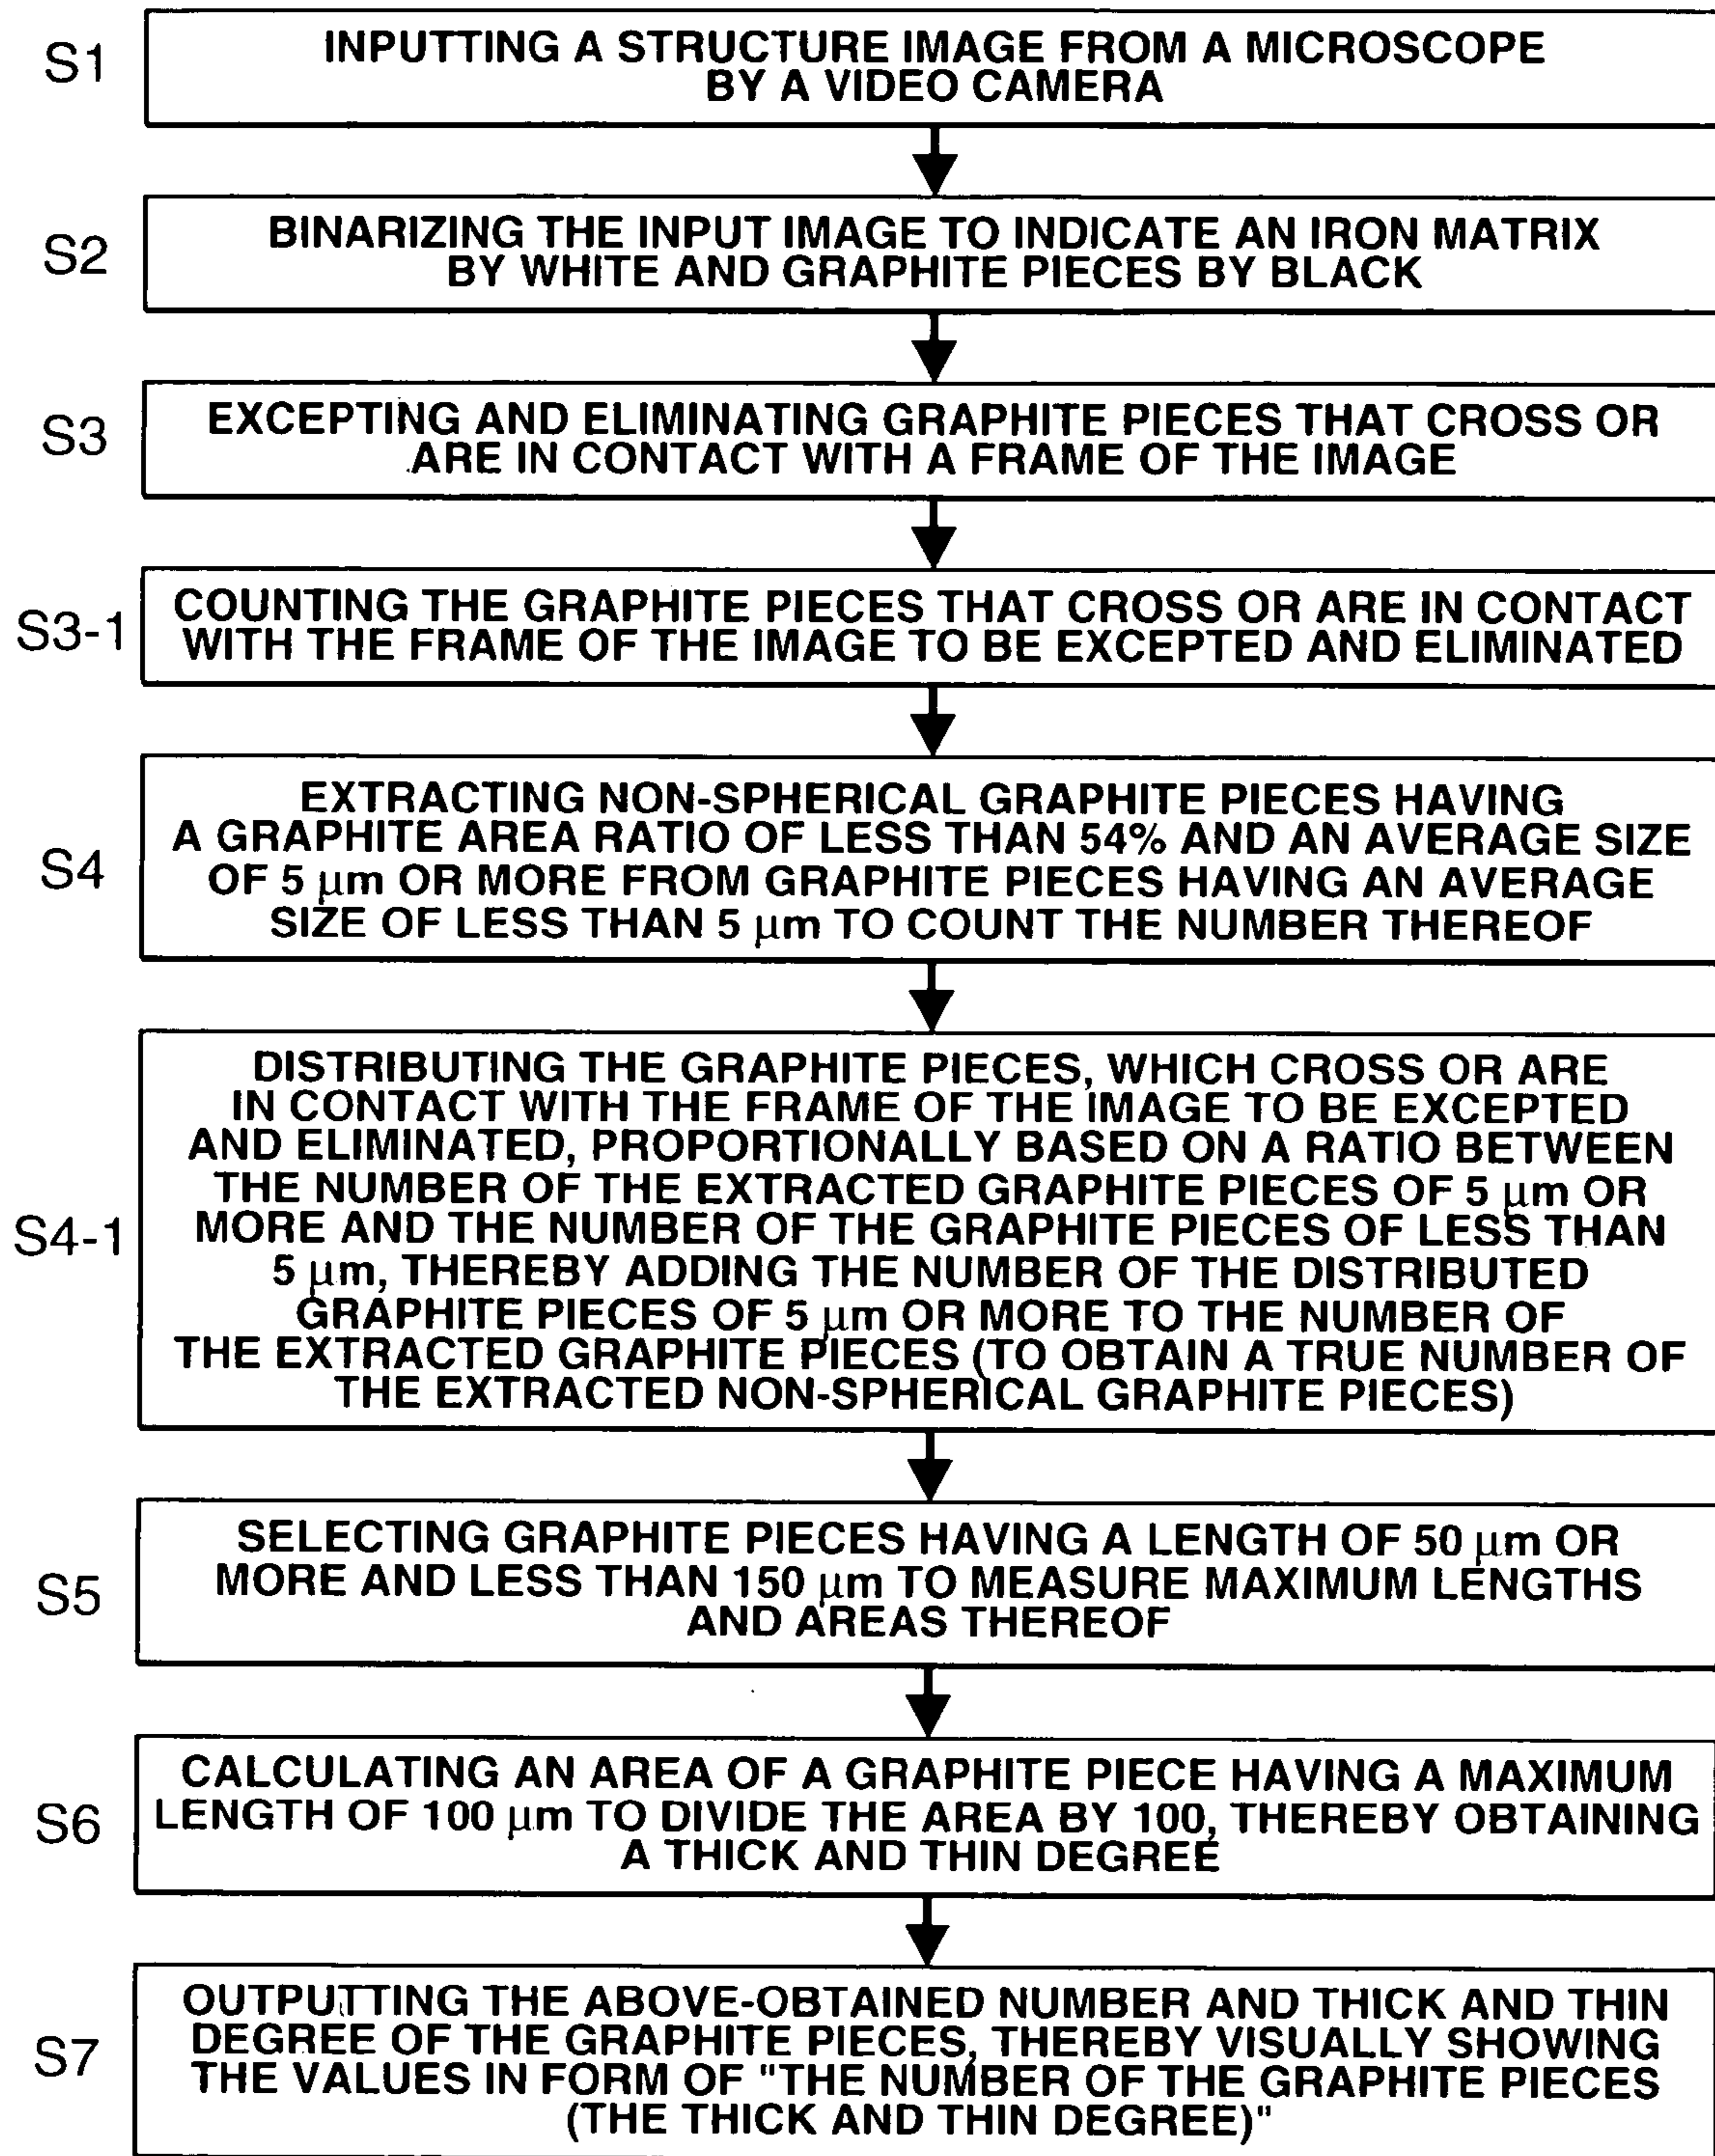 S1
INPUTTING A STRUCTURE IMAGE FROM A MICROSCOPE
BY A VIDEO CAMERA
S2
BINARIZING THE INPUT IMAGE TO INDICATE AN IRON MATRIX
BY WHITE AND GRAPHITE PIECES BY BLACK
S3
EXCEPTING AND ELIMINATING GRAPHITE PIECES THAT CROSS OR
ARE IN CONTACT WITH A FRAME OF THE IMAGE
S3-1
COUNTING THE GRAPHITE PIECES THAT CROSS OR ARE IN CONTACT
WITH THE FRAME OF THE IMAGE TO BE EXCEPTED AND ELIMINATED
S4
EXTRACTING NON-SPHERICAL GRAPHITE PIECES HAVING
A GRAPHITE AREA RATIO OF LESS THAN 54% AND AN AVERAGE SIZE
OF 5 μm OR MORE FROM GRAPHITE PIECES HAVING AN AVERAGE
SIZE OF LESS THAN 5 μm TO COUNT THE NUMBER THEREOF
S4-1
DISTRIBUTING THE GRAPHITE PIECES, WHICH CROSS OR ARE
IN CONTACT WITH THE FRAME OF THE IMAGE TO BE EXCEPTED
AND ELIMINATED, PROPORTIONALLY BASED ON A RATIO BETWEEN
THE NUMBER OF THE EXTRACTED GRAPHITE PIECES OF 5 μm OR
MORE AND THE NUMBER OF THE GRAPHITE PIECES OF LESS THAN
5 μm, THEREBY ADDING THE NUMBER OF THE DISTRIBUTED
GRAPHITE PIECES OF 5 μm OR MORE TO THE NUMBER OF
THE EXTRACTED GRAPHITE PIECES (TO OBTAIN A TRUE NUMBER OF
THE EXTRACTED NON-SPHERICAL GRAPHITE PIECES)
S5
SELECTING GRAPHITE PIECES HAVING A LENGTH OF 50 μm OR
MORE AND LESS THAN 150 μm TO MEASURE MAXIMUM LENGTHS
AND AREAS THEREOF
S6
CALCULATING AN AREA OF A GRAPHITE PIECE HAVING A MAXIMUM
LENGTH OF 100 μm TO DIVIDE THE AREA BY 100, THEREBY OBTAINING
A THICK AND THIN DEGREE
S7
OUTPUTTING THE ABOVE-OBTAINED NUMBER AND THICK AND THIN
DEGREE OF THE GRAPHITE PIECES, THEREBY VISUALLY SHOWING
THE VALUES IN FORM OF "THE NUMBER OF THE GRAPHITE PIECES
(THE THICK AND THIN DEGREE)"